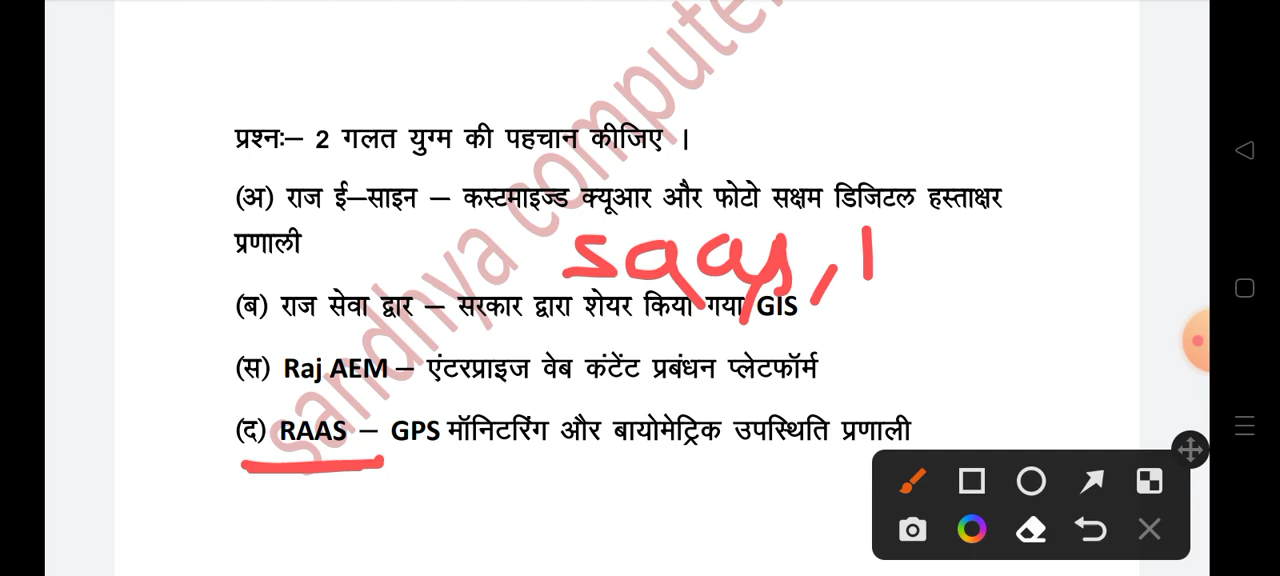 प्रश्नः– 2 गलत युग्म की पहचान कीजिए ।
(अ) राज ई–साइन – कस्टमाइज्ड क्यूआर और फोटो सक्षम डिजिटल हस्ताक्षर
प्रणाली
(ब) राज सेवा द्वार – सरकार द्वारा शेयर किया गया GIS
(स) Raj AEM – एंटरप्राइज वेब कंटेंट प्रबंधन प्लेटफॉर्म
(द) RAAS – GPS मॉनिटरिंग और बायोमेट्रिक उपस्थिति प्रणाली
sandhya computer